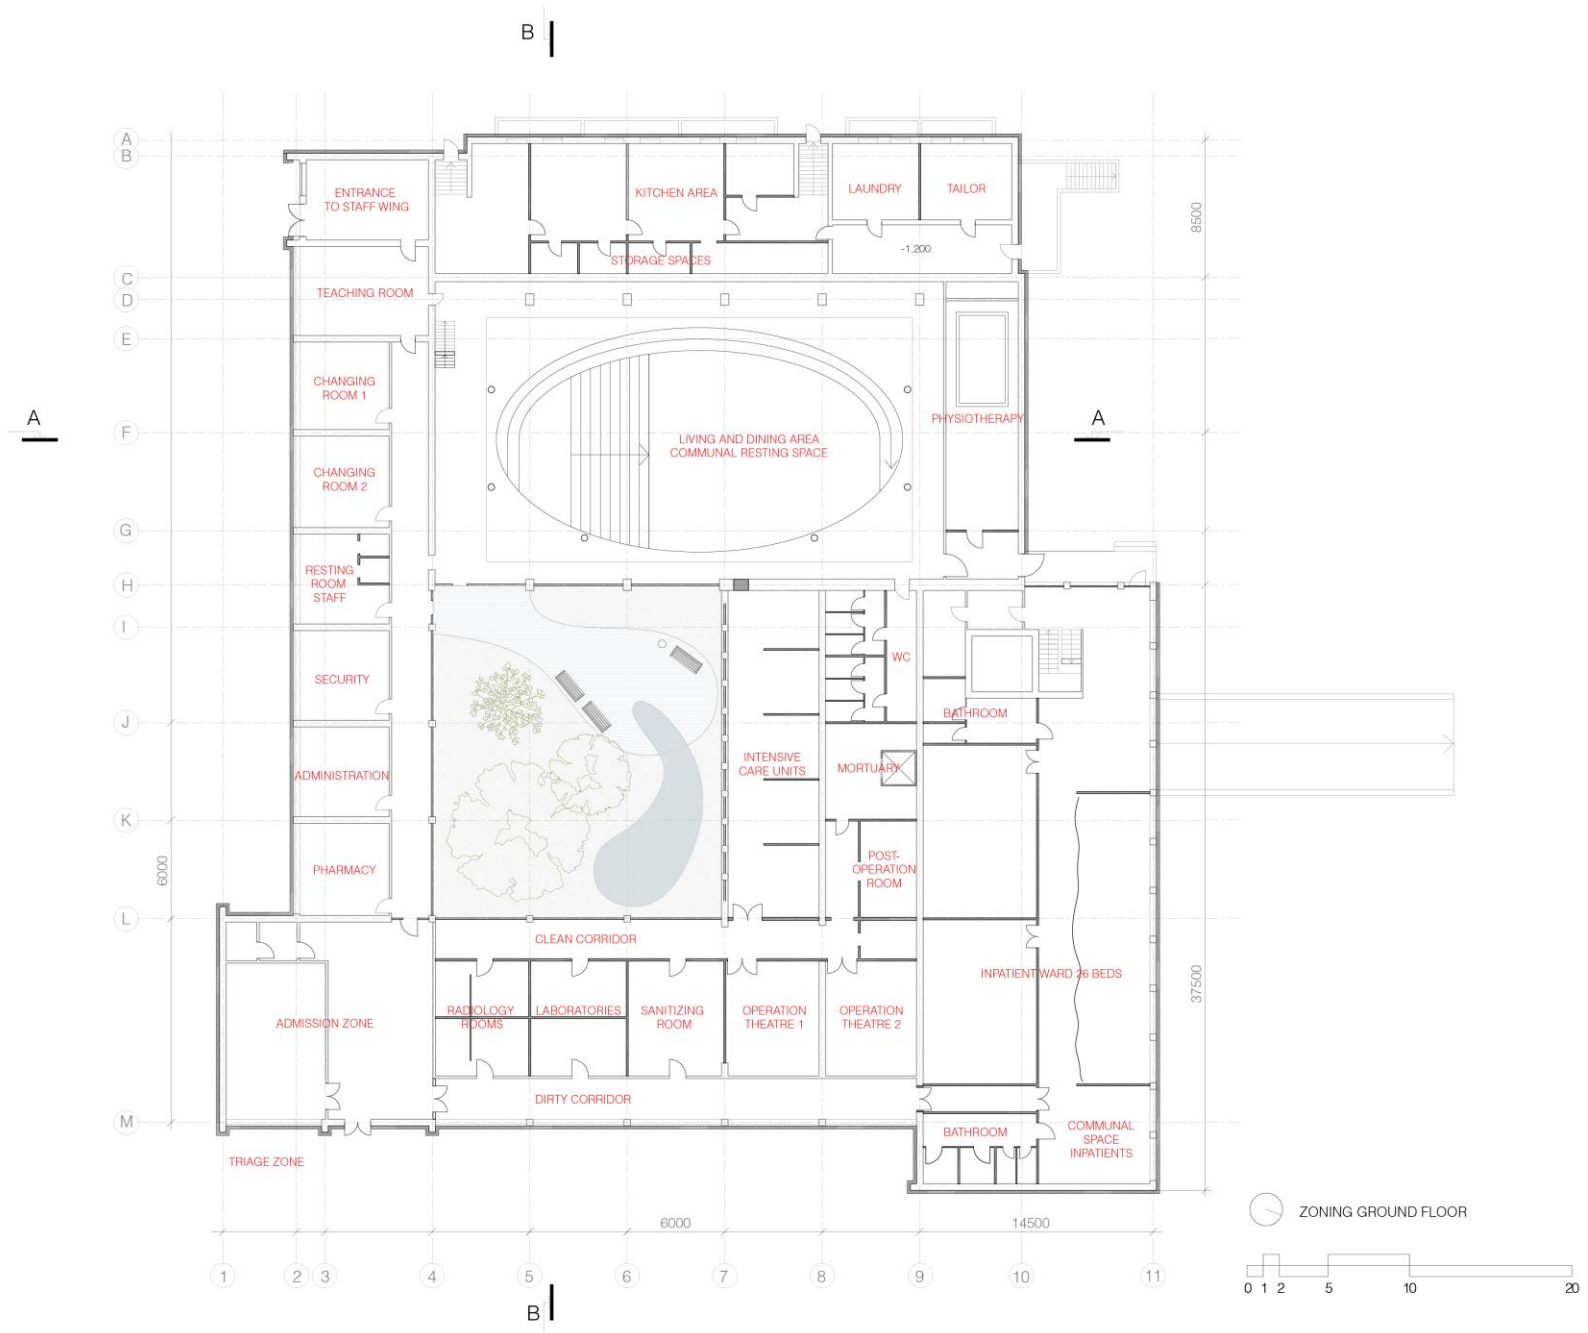 B
A
B
ENTRANCE
TO STAFF WING
KITCHEN AREA
LAUNDRY
TAILOR
8500
-1.200
STORAGE SPACES
C
D
TEACHING ROOM
E
CHANGING
ROOM 1
A
A
PHYSIOTHERAPY
F
LIVING AND DINING AREA
COMMUNAL RESTING SPACE
CHANGING
ROOM 2
G
RESTING
ROOM
STAFF
H
I
WC
SECURITY
BATHROOM
J
INTENSIVE
CARE UNITS
MORTUARY
ADMINISTRATION
K
6000
PHARMACY
POST-
OPERATION
ROOM
L
CLEAN CORRIDOR
INPATIENT WARD 26 BEDS
37500
RADIOLOGY
ROOMS
LABORATORIES
SANITIZING
ROOM
OPERATION
THEATRE 1
OPERATION
THEATRE 2
ADMISSION ZONE
DIRTY CORRIDOR
M
BATHROOM
COMMUNAL
SPACE
INPATIENTS
TRIAGE ZONE
6000
14500
ZONING GROUND FLOOR
1 2 3 4 5 6 7 8 9 10 11
0 1 2 5 10 20
B